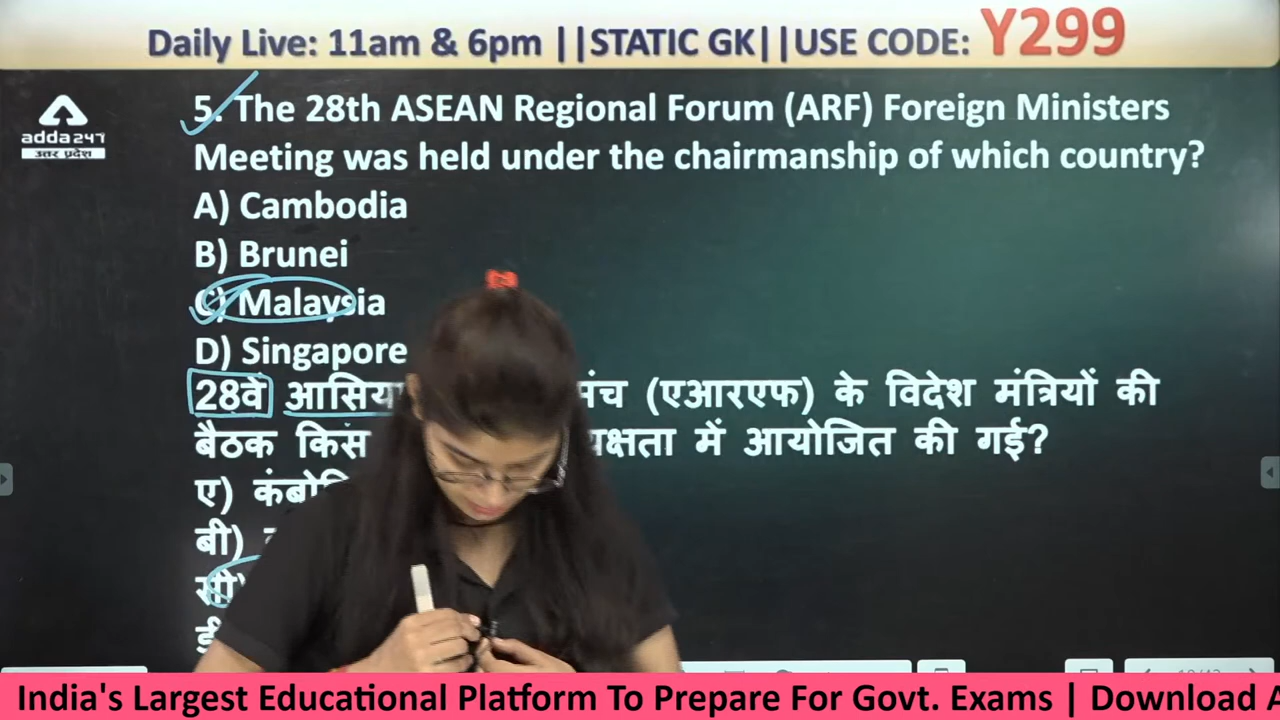 Daily Live: 11am & 6pm ||STATIC GK||USE CODE: Y299
adda247
उत्तर प्रदेश
5. The 28th ASEAN Regional Forum (ARF) Foreign Ministers
Meeting was held under the chairmanship of which country?
A) Cambodia
B) Brunei
C) Malaysia
D) Singapore
28वें आसिया मंच (एआरएफ) के विदेश मंत्रियों की
बैठक किस में आयोजित की गई?
ए)
बी)
सी)
India's Largest Educational Platform To Prepare For Govt. Exams | Download A